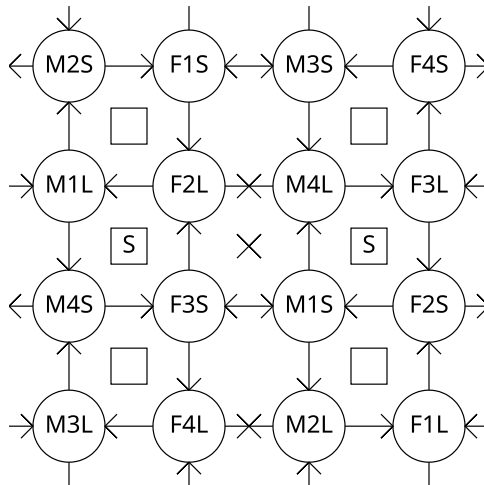 M2S F1S M3S F4S
M1L F2L M4L F3L
S S
M4S F3S M1S F2S
M3L F4L M2L F1L